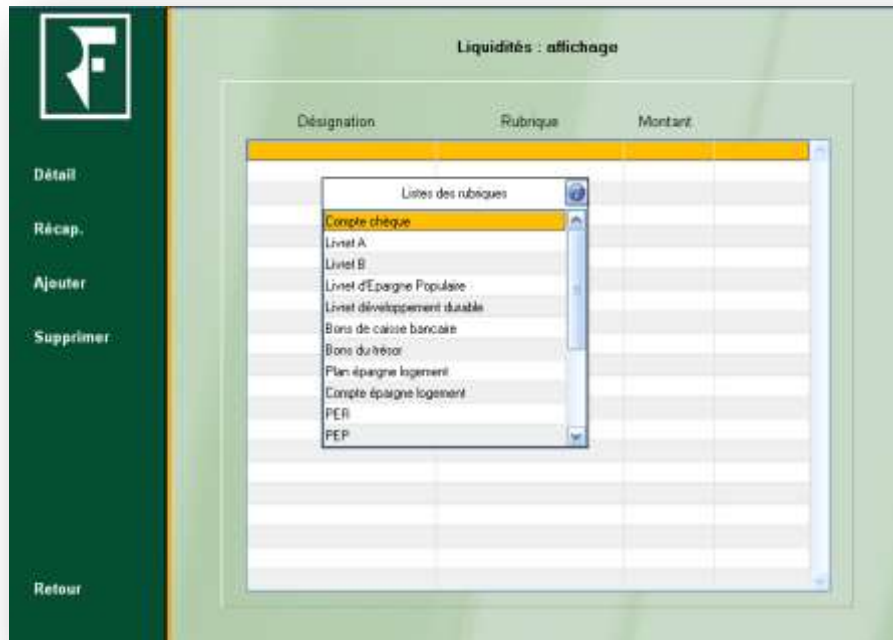 Liquidités : affichage
Désignation Rubrique Montant
Détail
Récap.
Ajouter
Supprimer
Retour
Listes des rubriques
Compte chèque
Livret A
Livret B
Livret d'Epargne Populaire
Livret développement durable
Bons de caisse bancaire
Bons du trésor
Plan épargne logement
Compte épargne logement
PER
PEP